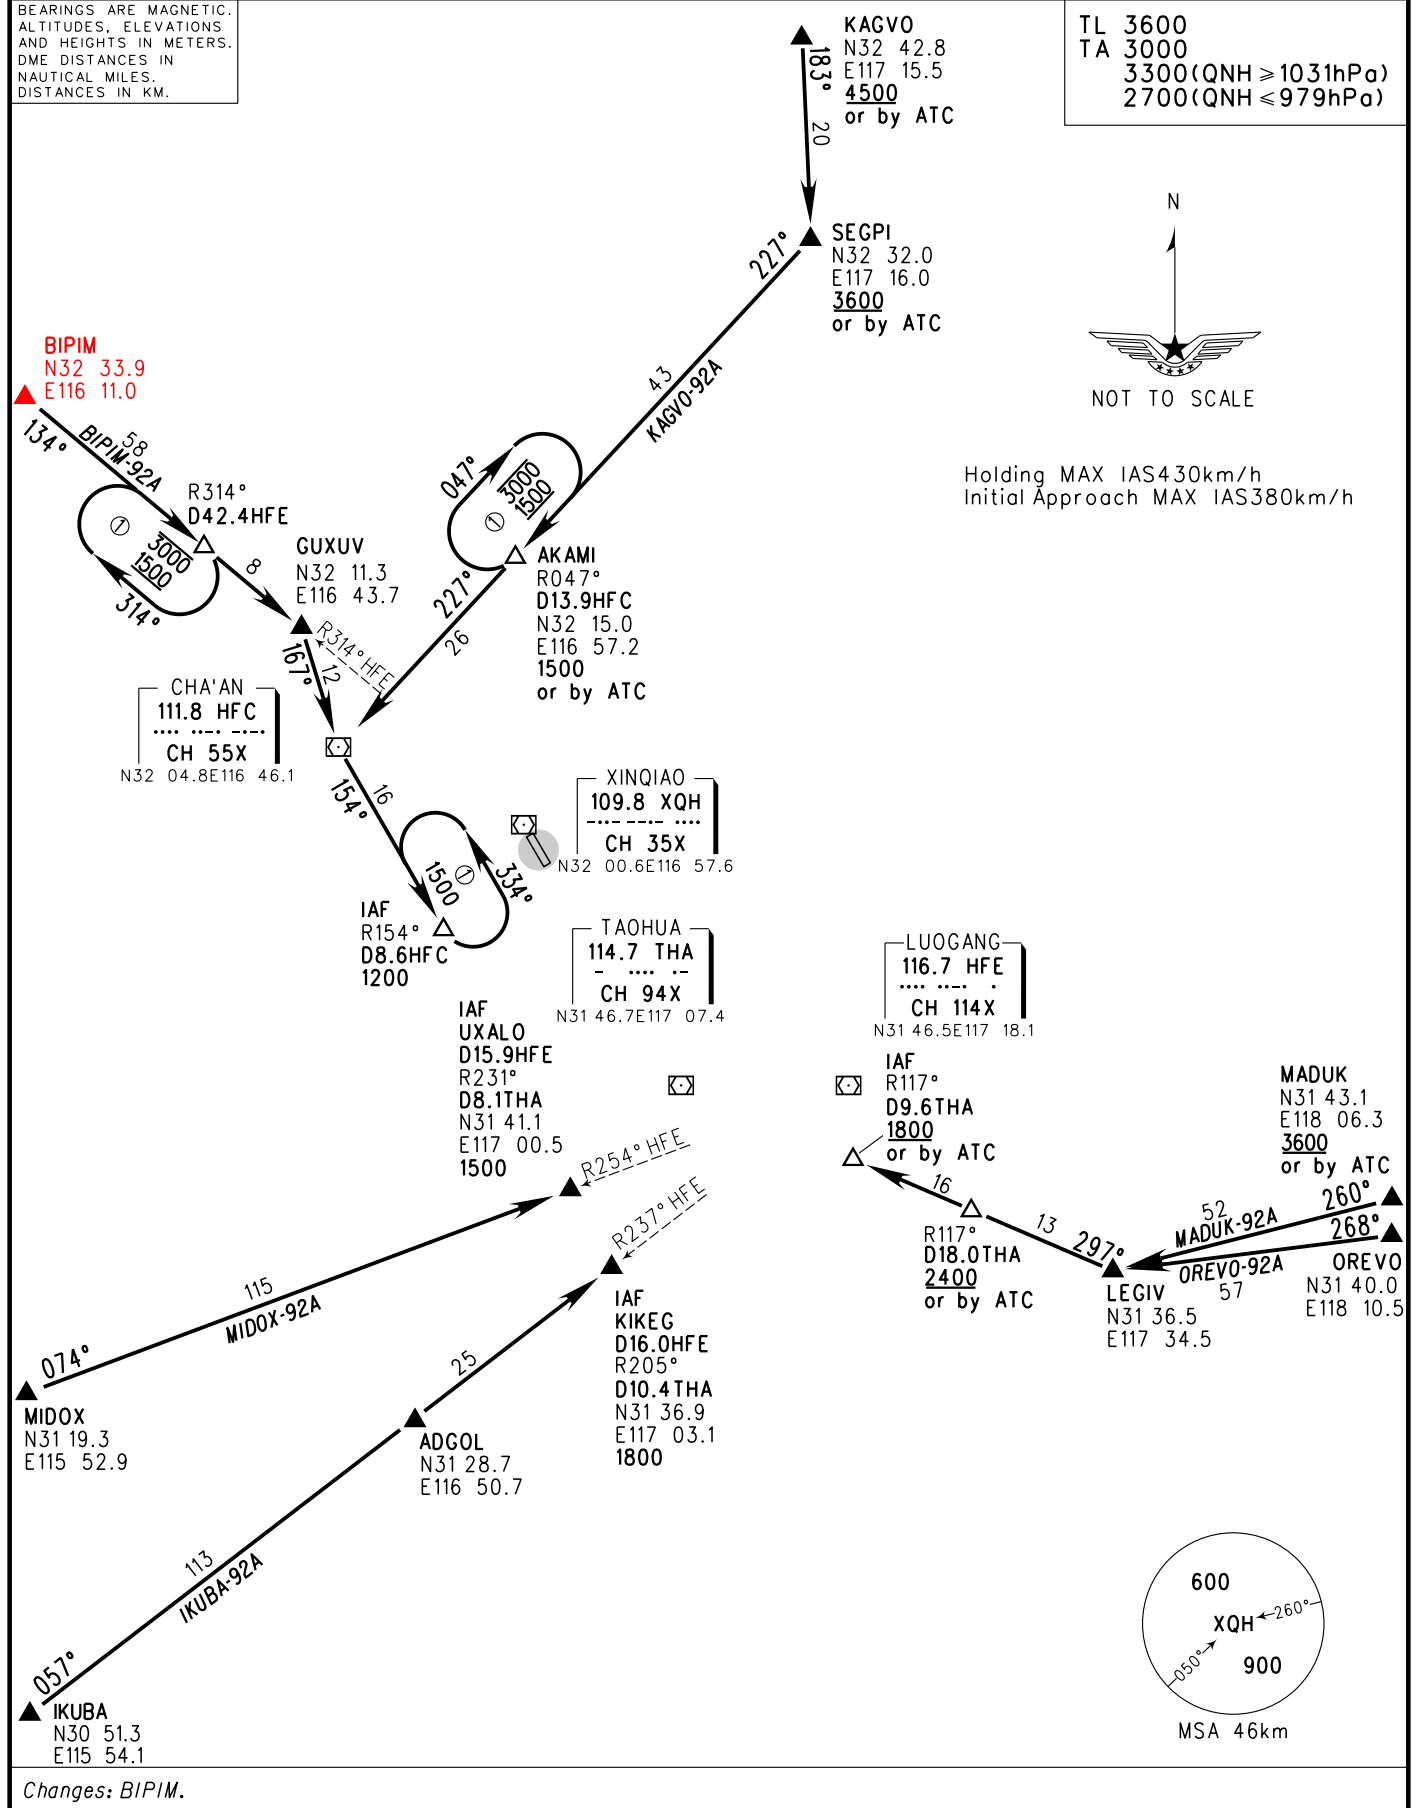 BEARINGS ARE MAGNETIC.
ALTITUDES, ELEVATIONS
AND HEIGHTS IN METERS.
DME DISTANCES IN
NAUTICAL MILES.
DISTANCES IN KM.
TL 3600
TA 3000
3300(QNH ≥1031hPa)
2700(QNH ≤979hPa)
KAGVO
N32 42.8
E117 15.5
4500
or by ATC
183°
20
SEGPI
N32 32.0
E117 16.0
3600
or by ATC
227°
43
KAGVO-92A
N
NOT TO SCALE
Holding MAX IAS430km/h
Initial Approach MAX IAS380km/h
BIPIM
N32 33.9
E116 11.0
134°
58
BIPIM-92A
R314°
D42.4HFE
①
3000
1500
314°
8
047°
3000
1500
①
AKAMI
R047°
D13.9HFC
N32 15.0
E116 57.2
1500
or by ATC
227°
26
GUXUV
N32 11.3
E116 43.7
R314° HFE
167°
12
CHA'AN
111.8 HFC
.... ..-. -.-.
CH 55X
N32 04.8E116 46.1
154°
16
1500
①
334°
XINQIAO
109.8 XQH
-..- --.- ....
CH 35X
N32 00.6E116 57.6
IAF
R154°
D8.6HFC
1200
TAOHUA
114.7 THA
- .... .-
CH 94X
N31 46.7E117 07.4
LUOGANG
116.7 HFE
.... ..-. .
CH 114X
N31 46.5E117 18.1
IAF
UXALO
D15.9HFE
R231°
D8.1THA
N31 41.1
E117 00.5
1500
R254° HFE
R237° HFE
IAF
R117°
D9.6THA
1800
or by ATC
MADUK
N31 43.1
E118 06.3
3600
or by ATC
260°
52
MADUK-92A
268°
OREVO-92A
57
OREVO
N31 40.0
E118 10.5
16
R117°
D18.0THA
2400
or by ATC
13
297°
LEGIV
N31 36.5
E117 34.5
115
MIDOX-92A
074°
MIDOX
N31 19.3
E115 52.9
IAF
KIKEG
D16.0HFE
R205°
D10.4THA
N31 36.9
E117 03.1
1800
25
ADGOL
N31 28.7
E116 50.7
113
IKUBA-92A
057°
IKUBA
N30 51.3
E115 54.1
600
XQH
260°
050°
900
MSA 46km
Changes: BIPIM.